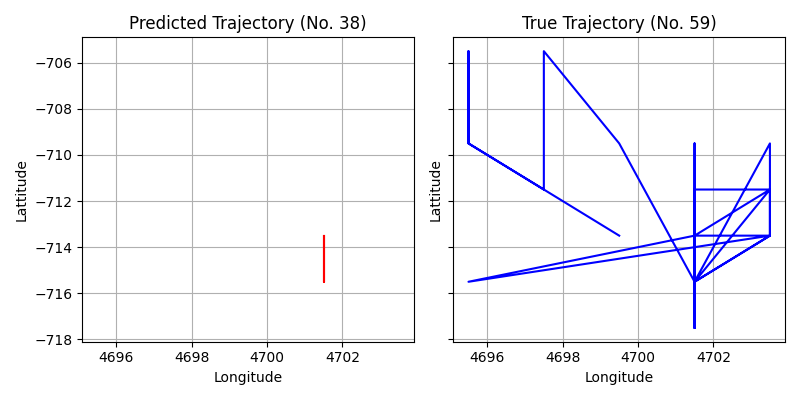 Predicted Trajectory (No. 38)
True Trajectory (No. 59)
Lattitude
−706
−708
−710
−712
−714
−716
−718
4696
4698
4700
4702
Longitude
Lattitude
4696
4698
4700
4702
Longitude